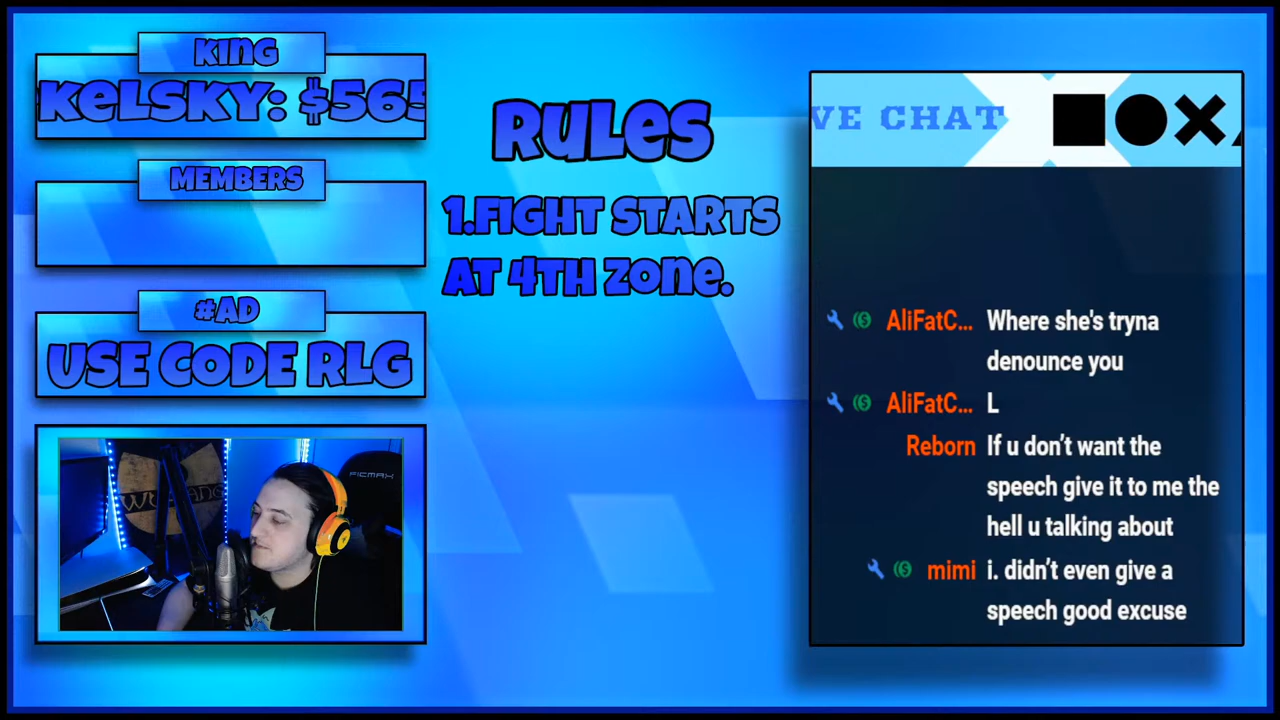 KING
KELSKY: $565
MEMBERS
#AD
USE CODE RLG
FICMAX
RULES
1.FIGHT STARTS
AT 4TH ZONE.
VE CHAT
AliFatC... Where she's tryna
denounce you
AliFatC... L
Reborn If u don't want the
speech give it to me the
hell u talking about
mimi i. didn't even give a
speech good excuse